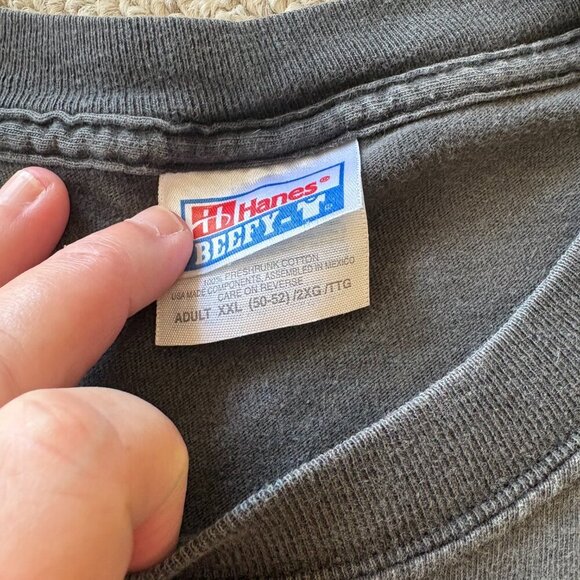 Hanes®
BEEFY-T®
100% PRESHRUNK COTTON
USA MADE COMPONENTS. ASSEMBLED IN MEXICO
CARE ON REVERSE
ADULT XXL (50-52) /2XG /TTG